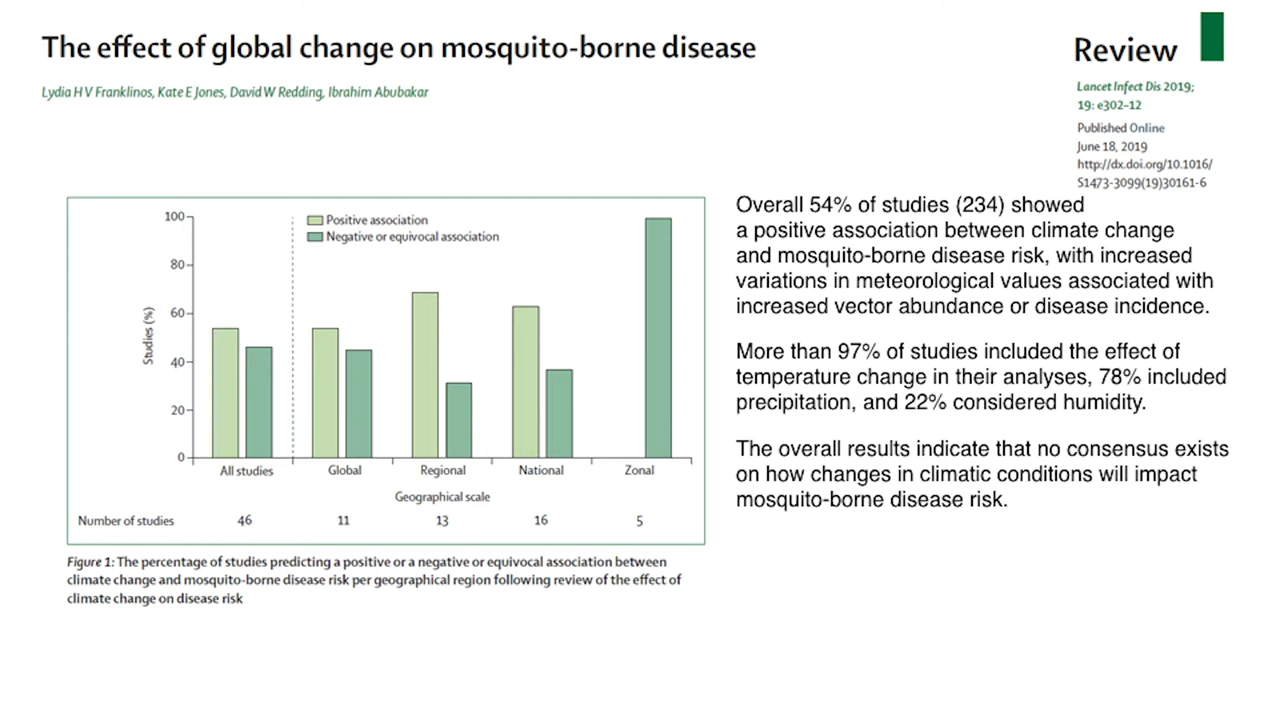 The effect of global change on mosquito-borne disease
Lydia H V Franklinos, Kate E Jones, David W Redding, Ibrahim Abubakar
Review
Lancet Infect Dis 2019;
19: e302–12
Published Online
June 18, 2019
http://dx.doi.org/10.1016/
S1473-3099(19)30161-6
100
80
60
40
20
0
Studies (%)
Positive association
Negative or equivocal association
All studies
Global
Regional
National
Zonal
Geographical scale
Number of studies 46 11 13 16 5
Figure 1: The percentage of studies predicting a positive or a negative or equivocal association between
climate change and mosquito-borne disease risk per geographical region following review of the effect of
climate change on disease risk
Overall 54% of studies (234) showed
a positive association between climate change
and mosquito-borne disease risk, with increased
variations in meteorological values associated with
increased vector abundance or disease incidence.
More than 97% of studies included the effect of
temperature change in their analyses, 78% included
precipitation, and 22% considered humidity.
The overall results indicate that no consensus exists
on how changes in climatic conditions will impact
mosquito-borne disease risk.